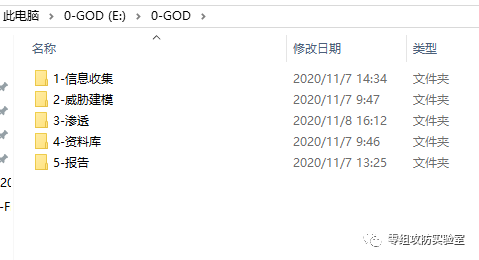 此电脑 > 0-GOD (E:) > 0-GOD >
名称 修改日期 类型
1-信息收集 2020/11/7 14:34 文件夹
2-威胁建模 2020/11/7 9:47 文件夹
3-渗透 2020/11/8 16:12 文件夹
4-资料库 2020/11/7 9:46 文件夹
20 5-报告 2020/11/7 13:25 文件夹
-F
零组攻防实验室